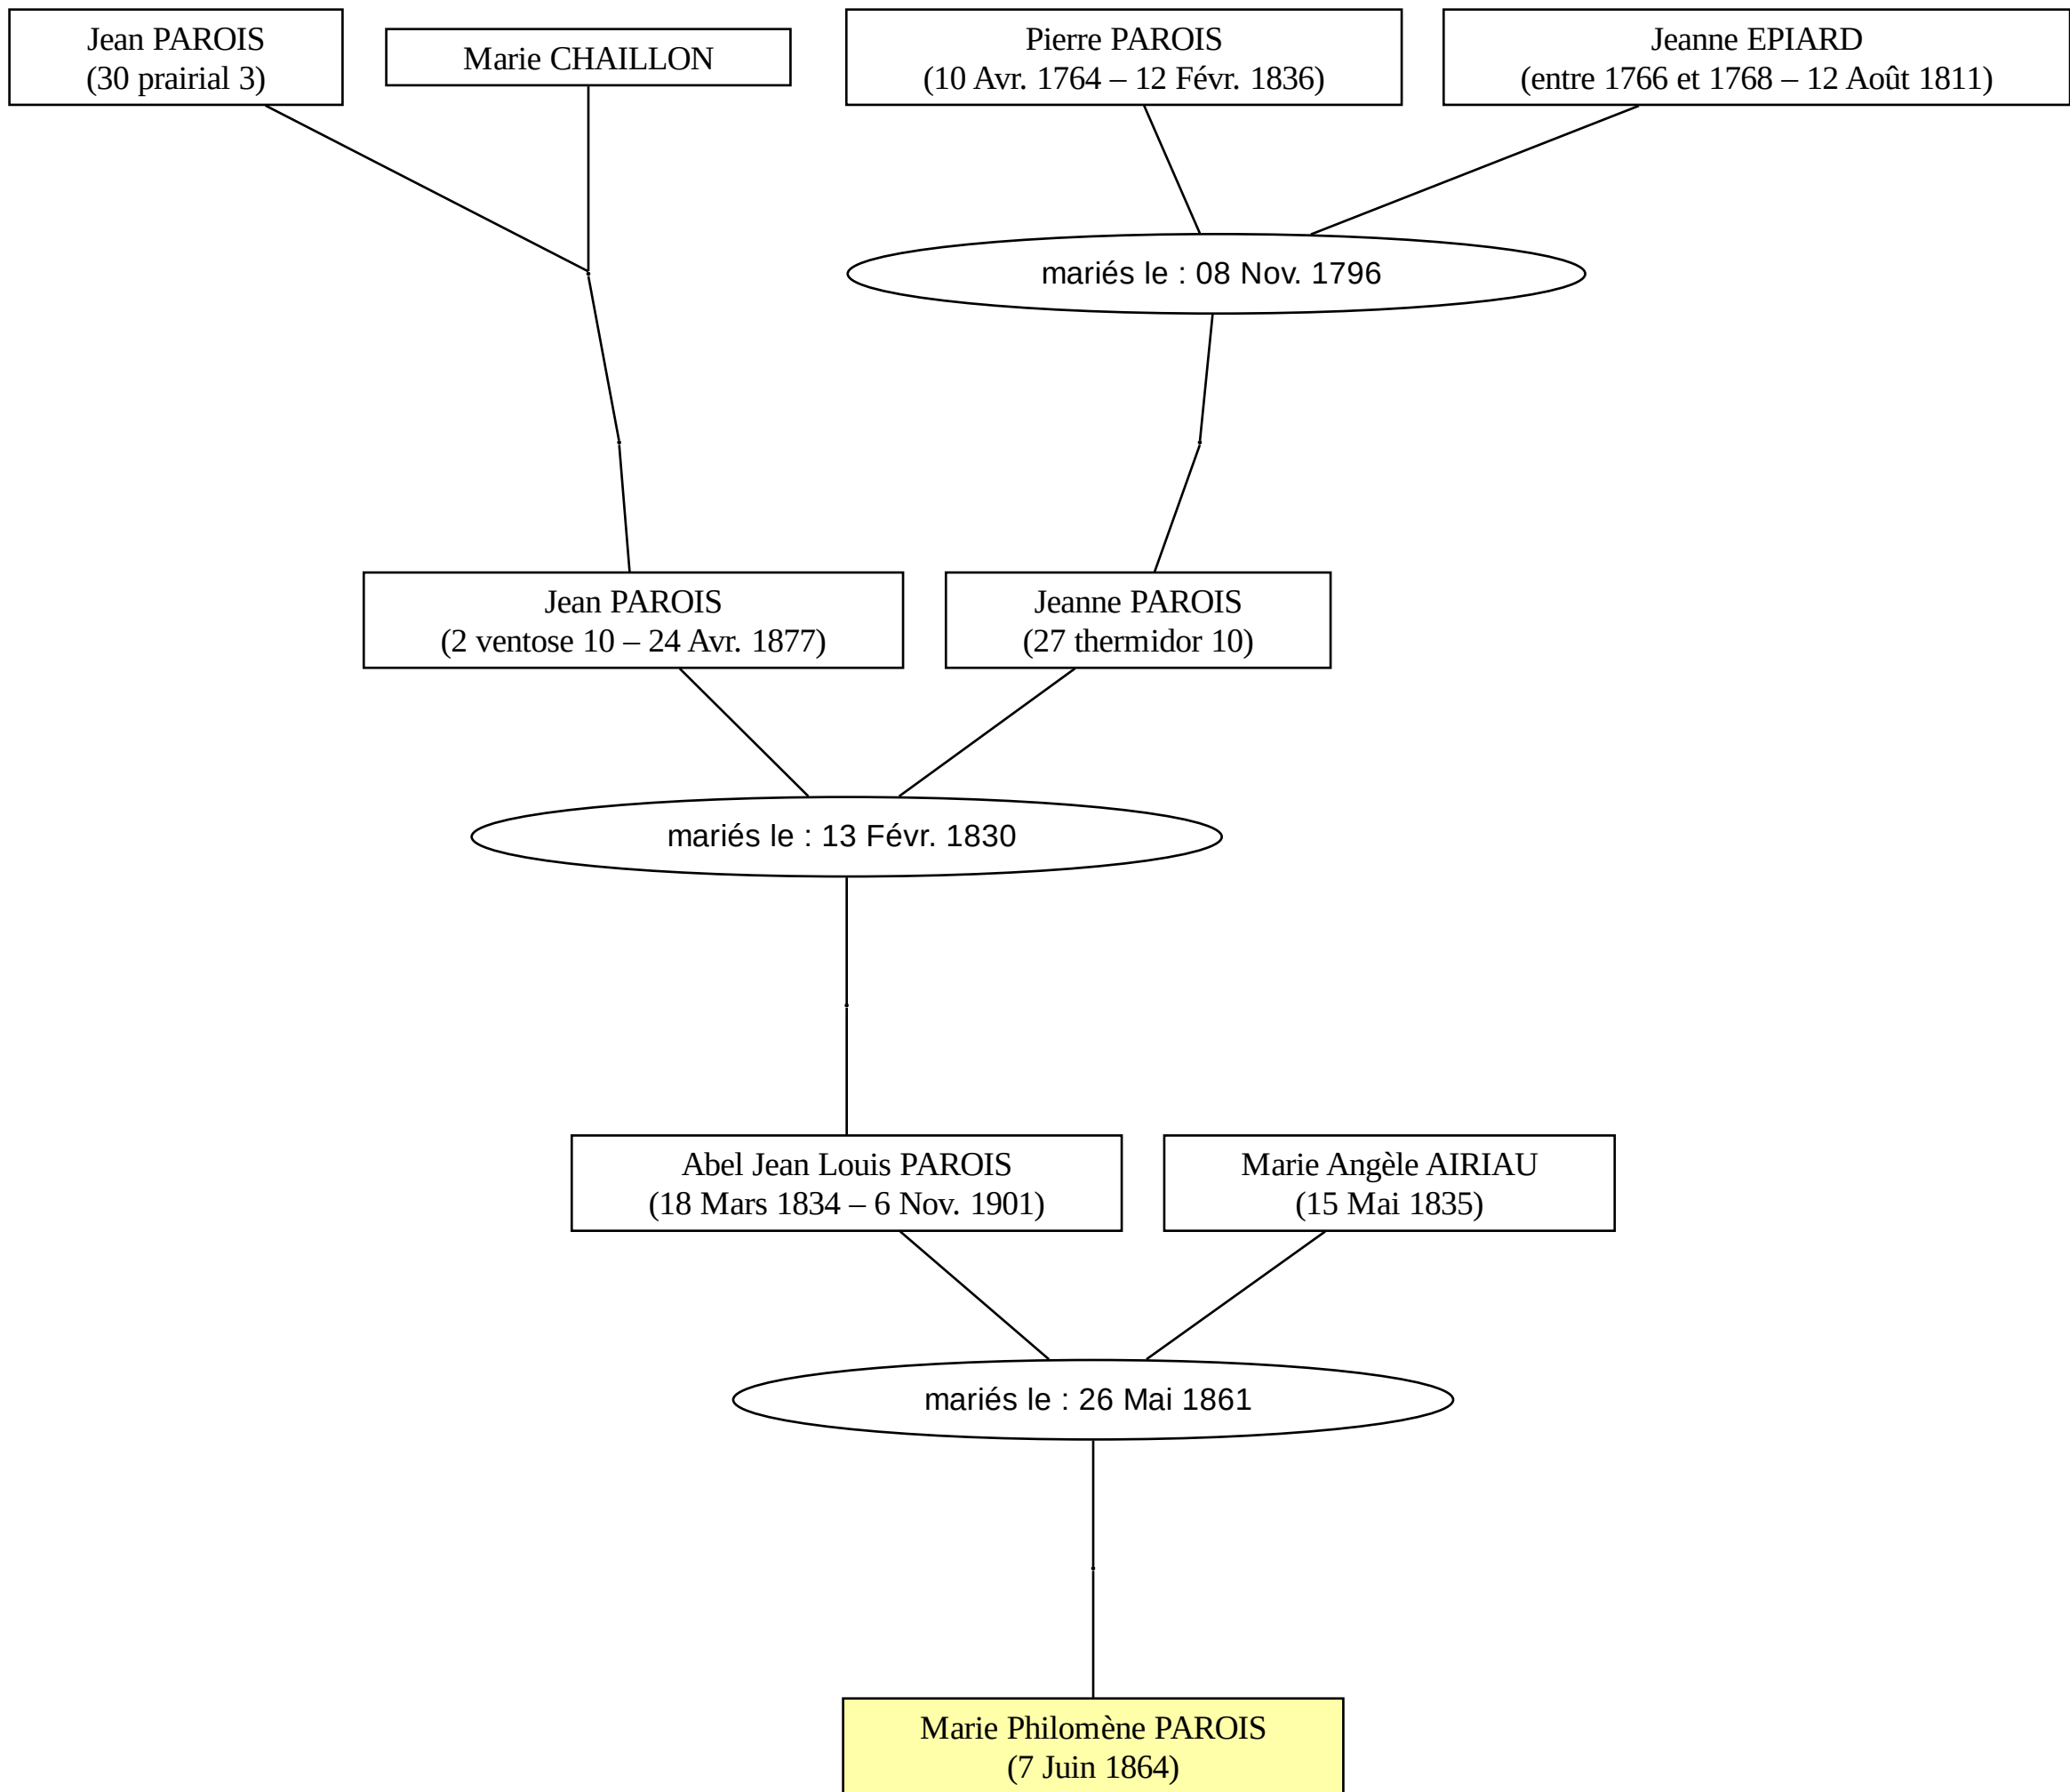 Jean PAROIS
(30 prairial 3)
Marie CHAILLON
Pierre PAROIS
(10 Avr. 1764 – 12 Févr. 1836)
Jeanne EPIARD
(entre 1766 et 1768 – 12 Août 1811)
mariés le : 08 Nov. 1796
Jean PAROIS
(2 ventose 10 – 24 Avr. 1877)
Jeanne PAROIS
(27 thermidor 10)
mariés le : 13 Févr. 1830
Abel Jean Louis PAROIS
(18 Mars 1834 – 6 Nov. 1901)
Marie Angèle AIRIAU
(15 Mai 1835)
mariés le : 26 Mai 1861
Marie Philomène PAROIS
(7 Juin 1864)